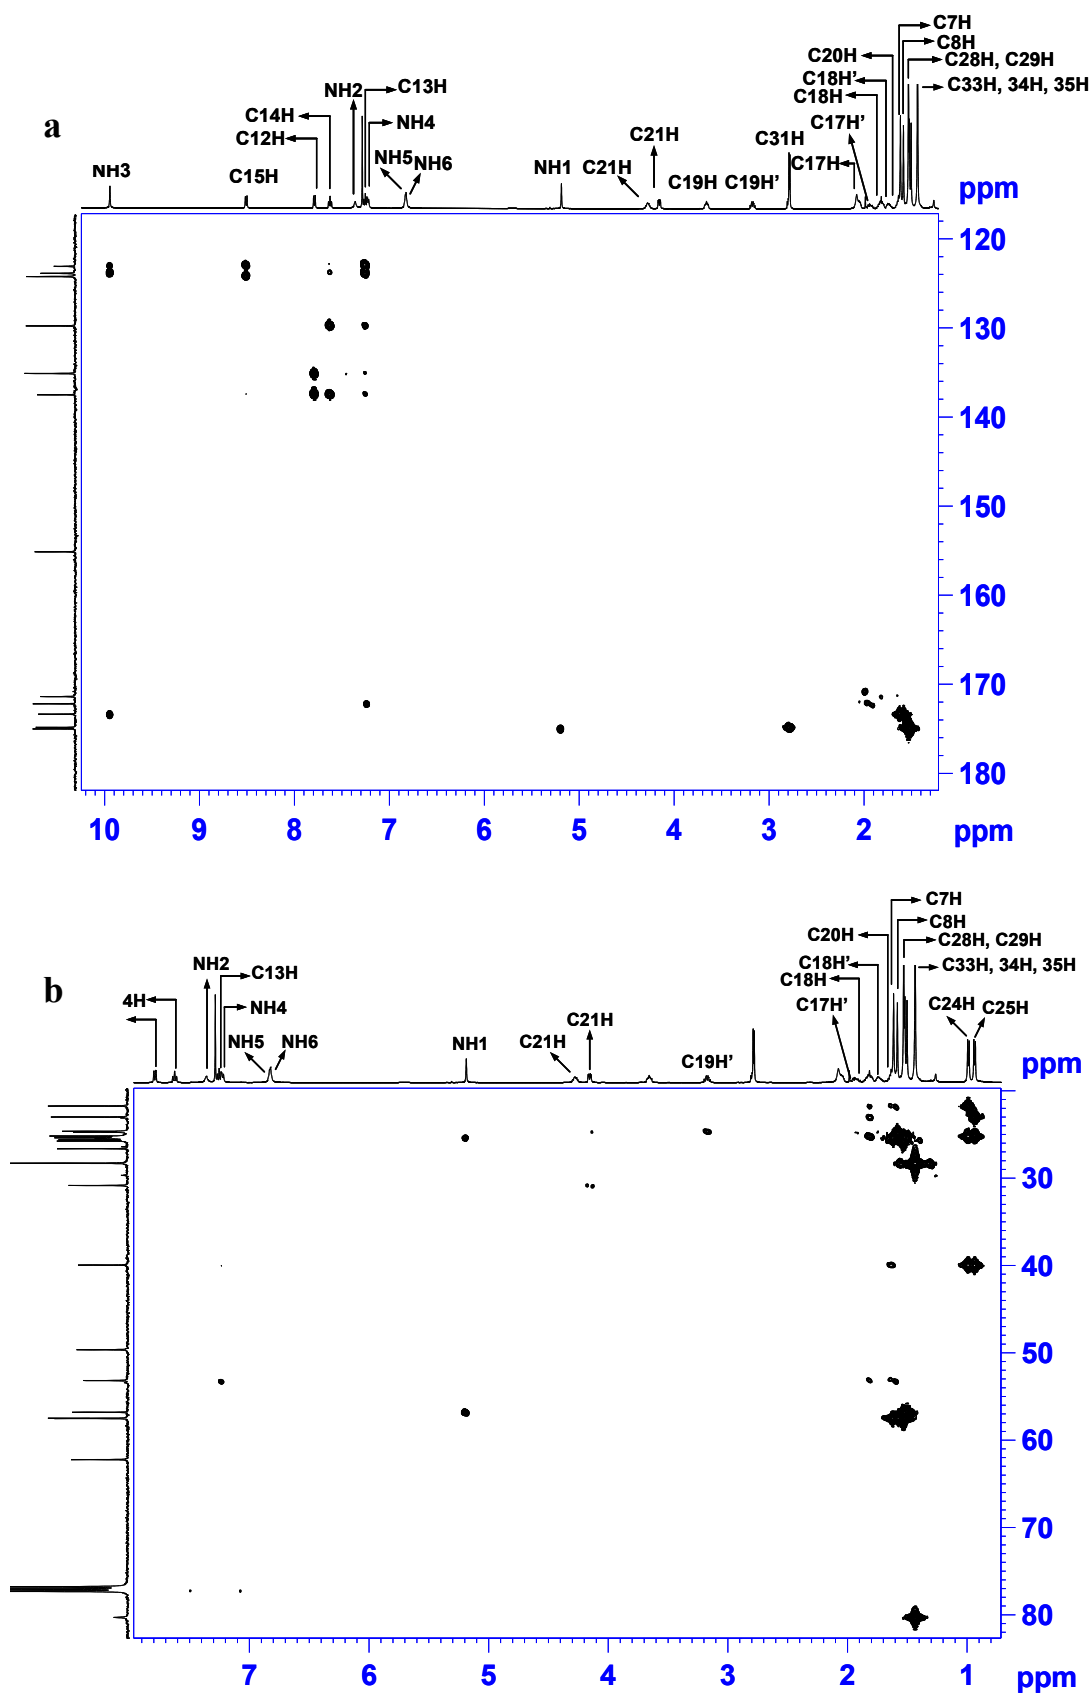 C7H
C8H
C20H
C28H, C29H
C18H'
C33H, 34H, 35H
C18H
NH2
C13H
a
C14H
NH4
C17H'
C12H
C21H
C31H
NH5
NH6
NH1
C21H
C17H
NH3
C15H
C19H
C19H'
ppm
120
130
140
150
160
170
180
10 9 8 7 6 5 4 3 2 ppm
C7H
C8H
C20H
C28H, C29H
NH2
C18H'
C33H, 34H, 35H
C13H
C18H
b
4H
NH4
C17H'
C24H
C25H
C21H
NH5
NH6
NH1
C21H
C19H'
ppm
30
40
50
60
70
80
7 6 5 4 3 2 1 ppm